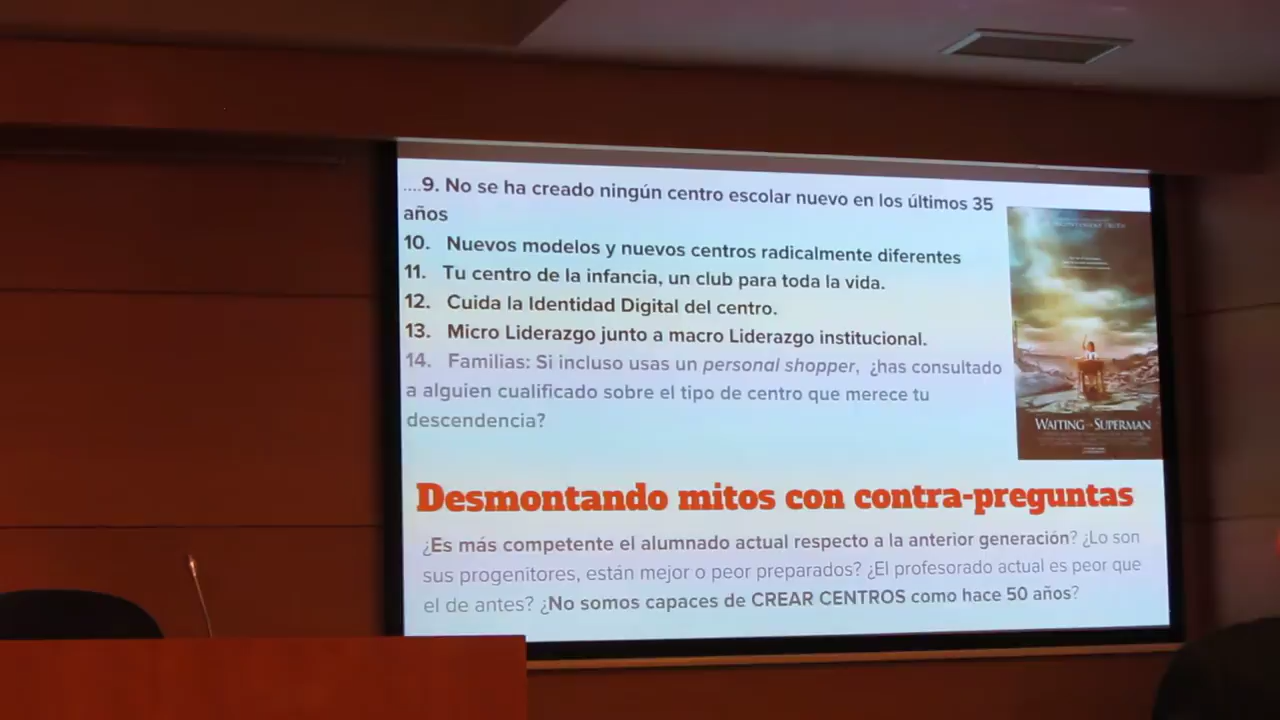 ....9. No se ha creado ningún centro escolar nuevo en los últimos 35
años
10. Nuevos modelos y nuevos centros radicalmente diferentes
11. Tu centro de la infancia, un club para toda la vida.
12. Cuida la Identidad Digital del centro.
13. Micro Liderazgo junto a macro Liderazgo institucional.
14. Familias: Si incluso usas un personal shopper, ¿has consultado
a alguien cualificado sobre el tipo de centro que merece tu
descendencia?
WAITING SUPERMAN
Desmontando mitos con contra-preguntas
¿Es más competente el alumnado actual respecto a la anterior generación? ¿Lo son
sus progenitores, están mejor o peor preparados? ¿El profesorado actual es peor que
el de antes? ¿No somos capaces de CREAR CENTROS como hace 50 años?